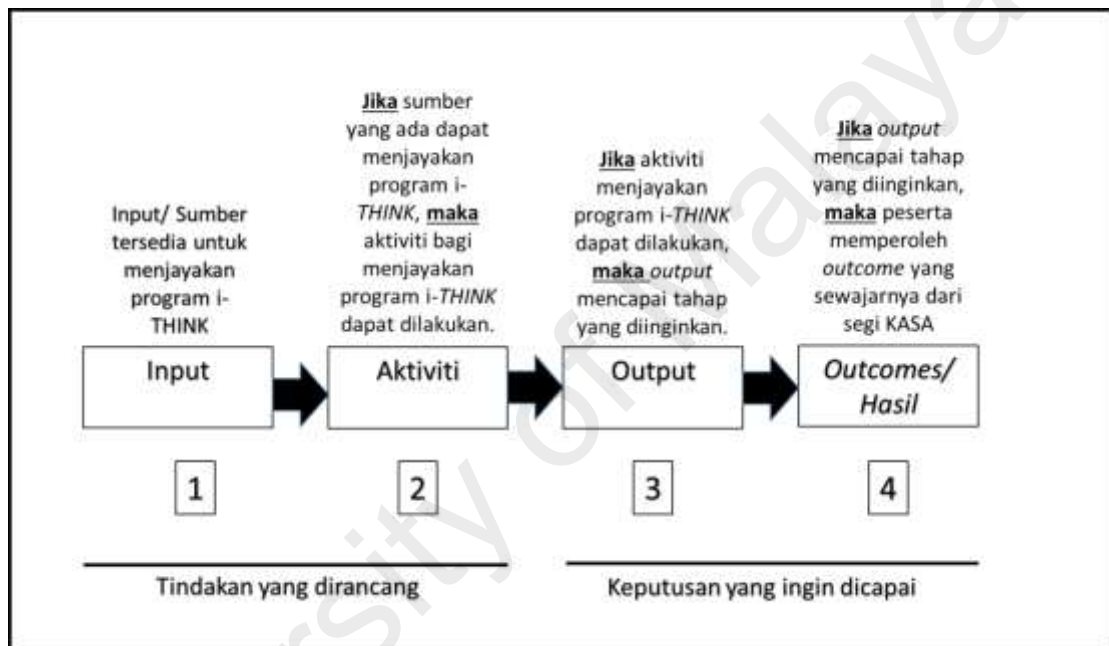 Input/ Sumber
tersedia untuk
menjayakan
program i-
THINK
Jika sumber
yang ada dapat
menjayakan
program i-
THINK, maka
aktiviti bagi
menjayakan
program i-THINK
dapat dilakukan.
Jika aktiviti
menjayakan
program i-THINK
dapat dilakukan,
maka output
mencapai tahap
yang diinginkan.
Jika output
mencapai tahap
yang diinginkan,
maka peserta
memperoleh
outcome yang
sewajarnya dari
segi KASA
Input
Aktiviti
Output
Outcomes/
Hasil
1
2
3
4
Tindakan yang dirancang
Keputusan yang ingin dicapai
rsity of Malaya